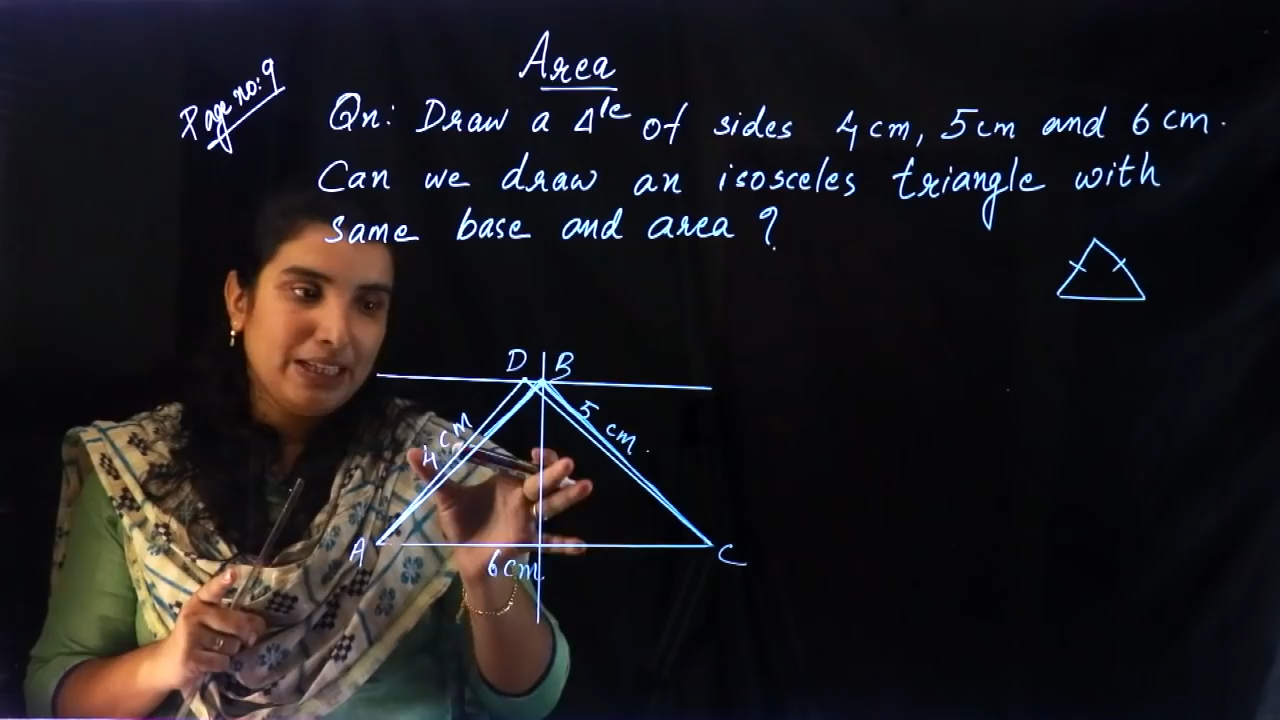 Area
Page no: 9
Qn: Draw a Δle of sides 4 cm, 5 cm and 6 cm.
Can we draw an isosceles triangle with
same base and area ?
D B
4 cm
5 cm.
A
6 cm
C